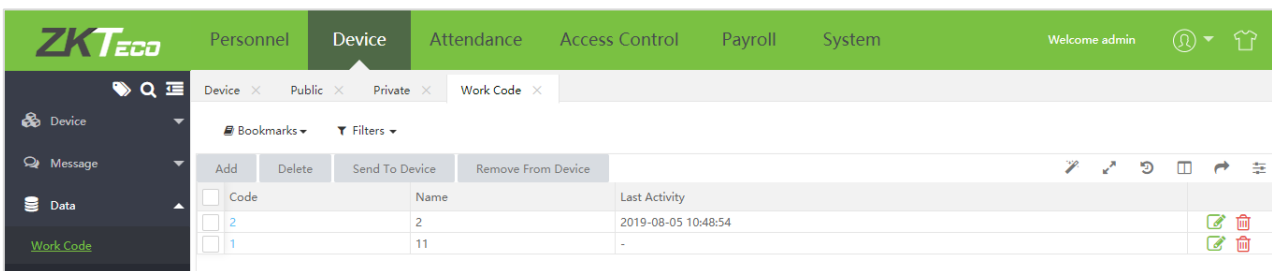 ZKTECO Personnel Device Attendance Access Control Payroll System Welcome admin
Device Public Private Work Code
Device
Bookmarks Filters
Message
Add Delete Send To Device Remove From Device
Code Name Last Activity
Data
2 2 2019-08-05 10:48:54
Work Code
1 11 -